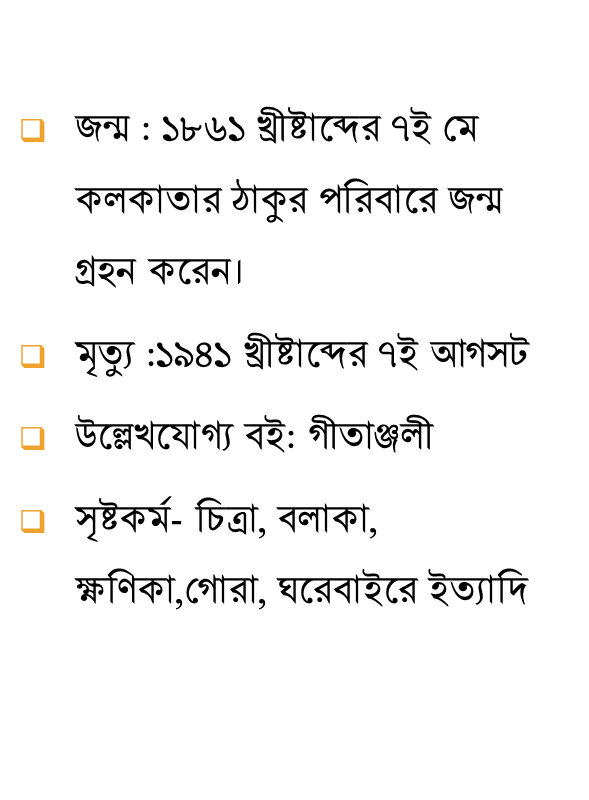 জন্ম : ১৮৬১ খ্রীষ্টাব্দের ৭ই মে
কলকাতার ঠাকুর পরিবারে জন্ম
গ্রহন করেন।
মৃত্যু :১৯৪১ খ্রীষ্টাব্দের ৭ই আগসট
উল্লেখযোগ্য বই: গীতাঞ্জলী
সৃষ্টকর্ম- চিত্রা, বলাকা,
ক্ষ্ণণিকা,গোরা, ঘরেবাইরে ইত্যাদি